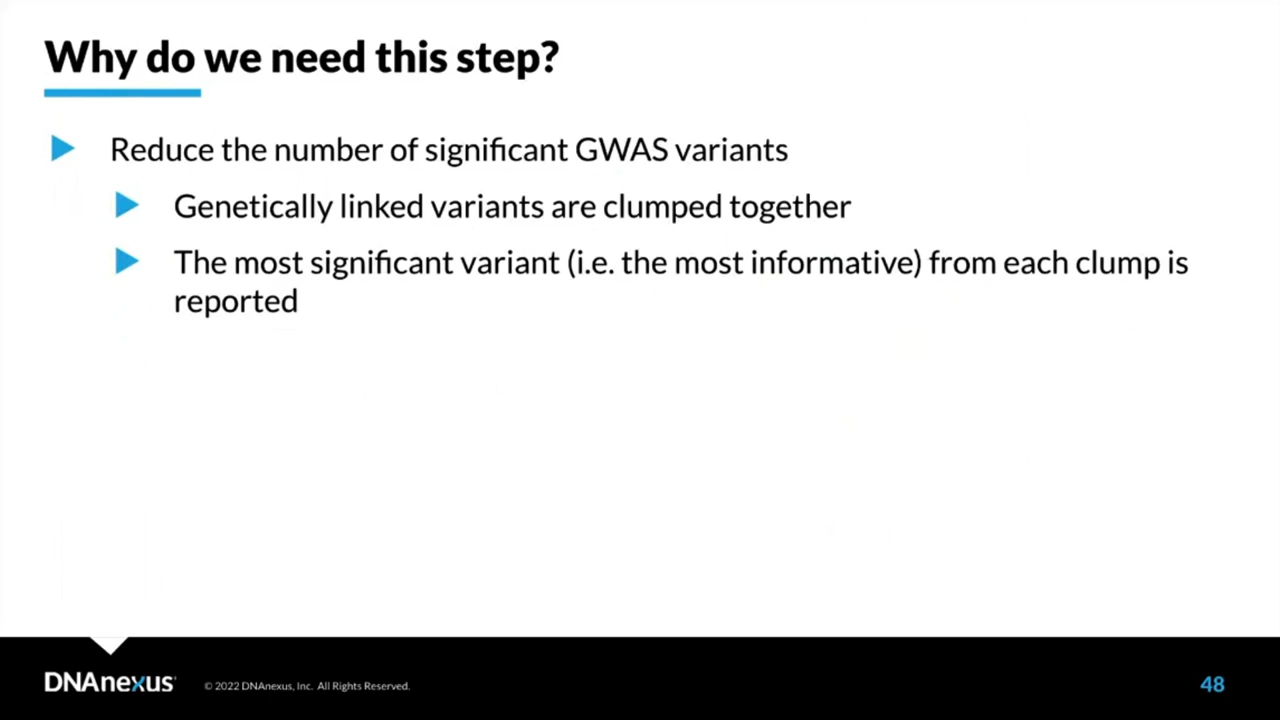 Why do we need this step?
Reduce the number of significant GWAS variants
Genetically linked variants are clumped together
The most significant variant (i.e. the most informative) from each clump is
reported
DNAnexus
© 2022 DNAnexus, Inc. All Rights Reserved.
48